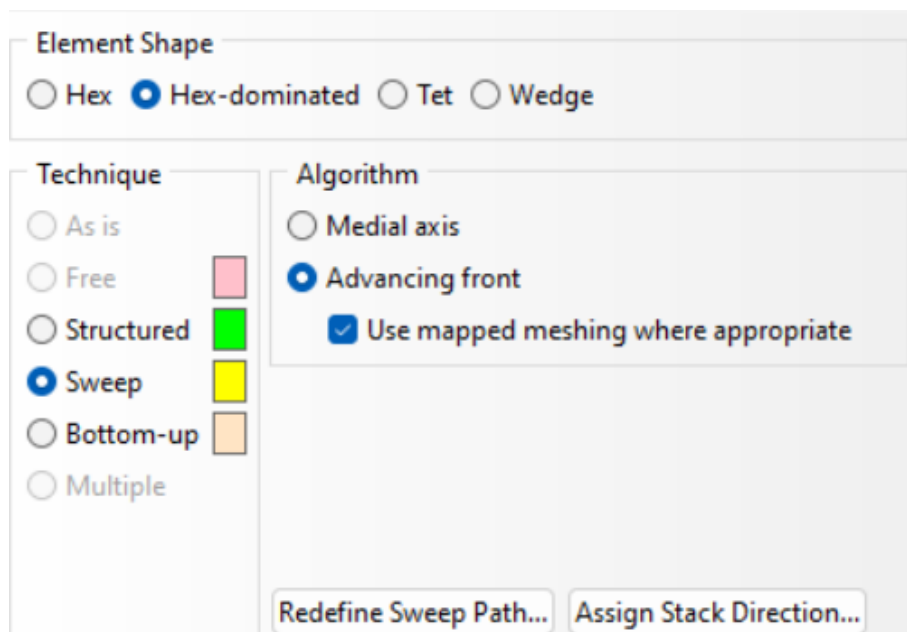 Element Shape
Hex Hex-dominated Tet Wedge
Technique
As is
Free
Structured
Sweep
Bottom-up
Multiple
Algorithm
Medial axis
Advancing front
Use mapped meshing where appropriate
Redefine Sweep Path... Assign Stack Direction...